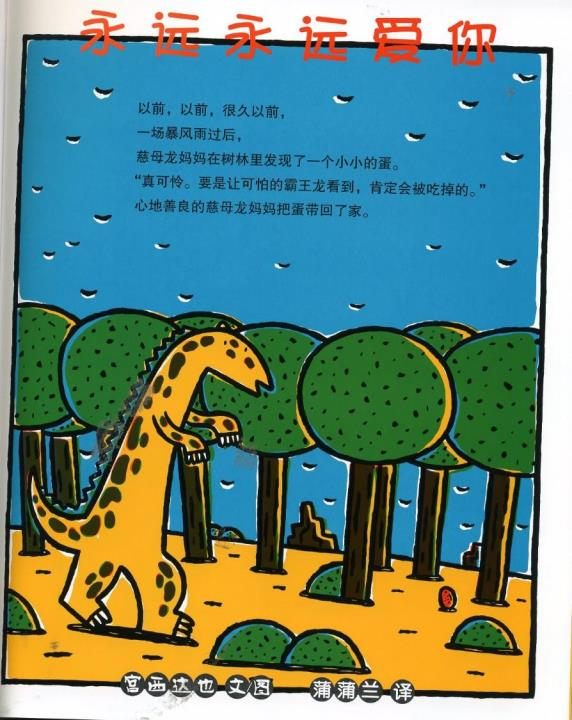 永远永远爱你
以前，以前，很久以前，
一场暴风雨过后，
慈母龙妈妈在树林里发现了一个小小的蛋。
“真可怜。要是让可怕的霸王龙看到，肯定会被吃掉的。”
心地善良的慈母龙妈妈把蛋带回了家。
宫西达也 文图 蒲蒲兰 译